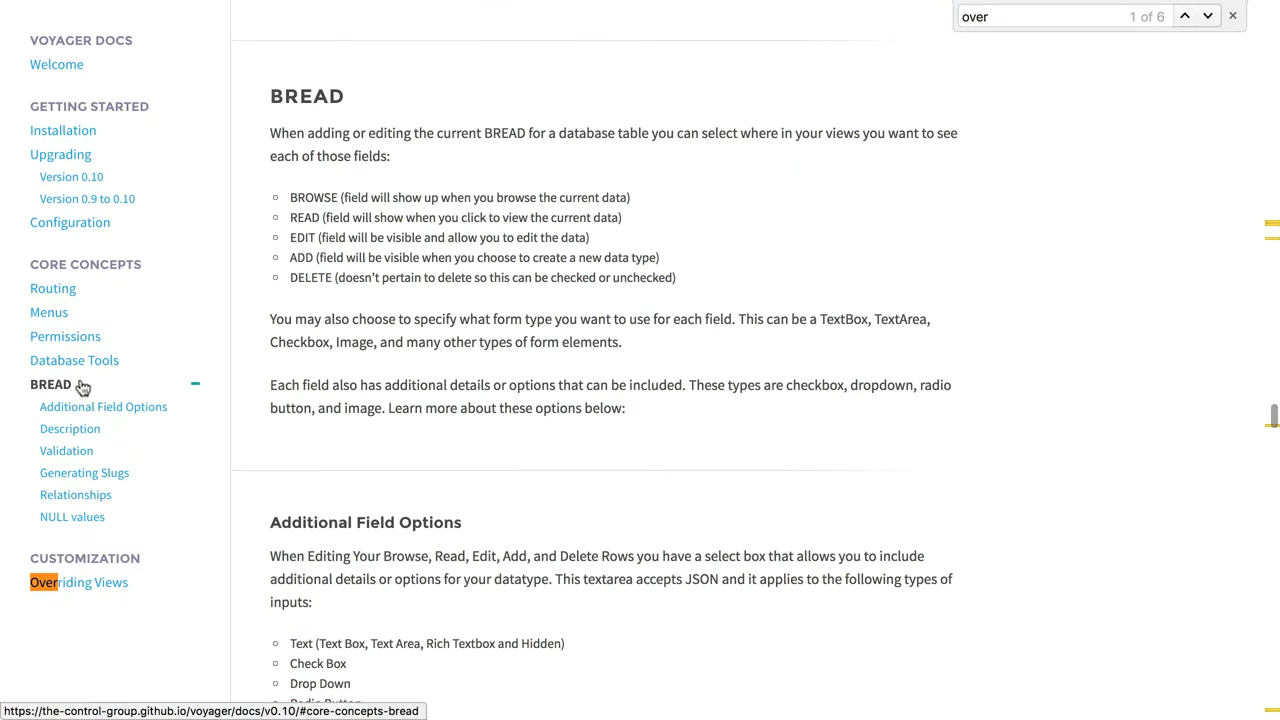 over 1 of 6
VOYAGER DOCS
Welcome
GETTING STARTED
Installation
Upgrading
Version 0.10
Version 0.9 to 0.10
Configuration
CORE CONCEPTS
Routing
Menus
Permissions
Database Tools
BREAD
Additional Field Options
Description
Validation
Generating Slugs
Relationships
NULL values
CUSTOMIZATION
Overriding Views
BREAD
When adding or editing the current BREAD for a database table you can select where in your views you want to see
each of those fields:
BROWSE (field will show up when you browse the current data)
READ (field will show when you click to view the current data)
EDIT (field will be visible and allow you to edit the data)
ADD (field will be visible when you choose to create a new data type)
DELETE (doesn’t pertain to delete so this can be checked or unchecked)
You may also choose to specify what form type you want to use for each field. This can be a TextBox, TextArea,
Checkbox, Image, and many other types of form elements.
Each field also has additional details or options that can be included. These types are checkbox, dropdown, radio
button, and image. Learn more about these options below:
Additional Field Options
When Editing Your Browse, Read, Edit, Add, and Delete Rows you have a select box that allows you to include
additional details or options for your datatype. This textarea accepts JSON and it applies to the following types of
inputs:
Text (Text Box, Text Area, Rich Textbox and Hidden)
Check Box
Drop Down
Radio Button
https://the-control-group.github.io/voyager/docs/v0.10/#core-concepts-bread